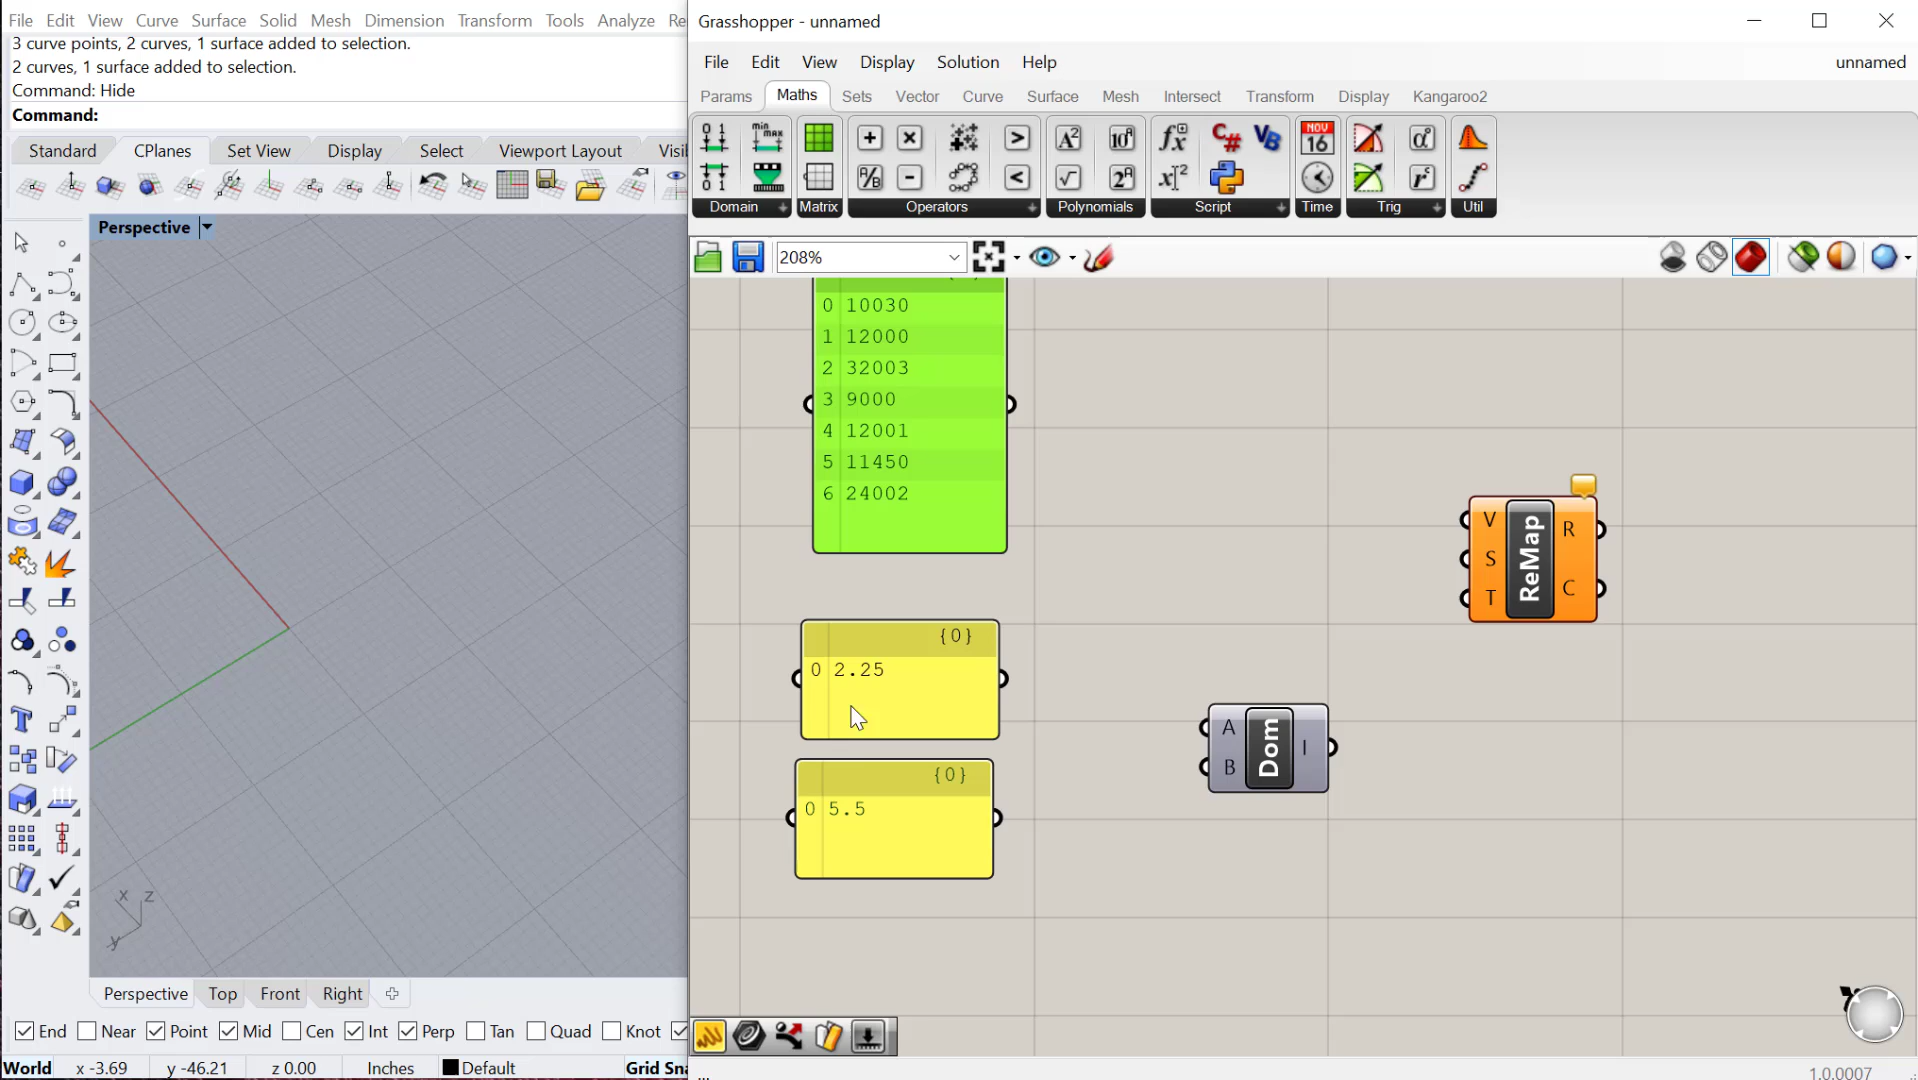 File Edit View Curve Surface Solid Mesh Dimension Transform Tools Analyze Re
3 curve points, 2 curves, 1 surface added to selection.
2 curves, 1 surface added to selection.
Command: Hide
Command:
Standard CPlanes Set View Display Select Viewport Layout Visi
Perspective
x z
y
Perspective Top Front Right
End Near Point Mid Cen Int Perp Tan Quad Knot
World x -3.69 y -46.21 z 0.00 Inches Default Grid Sna
Grasshopper - unnamed
File Edit View Display Solution Help unnamed
Params Maths Sets Vector Curve Surface Mesh Intersect Transform Display Kangaroo2
Domain Matrix Operators Polynomials Script Time Trig Util
208%
0 10030
1 12000
2 32003
3 9000
4 12001
5 11450
6 24002
{0}
0 2.25
{0}
0 5.5
A B Dom I
V S T ReMap R C
1.0.0007